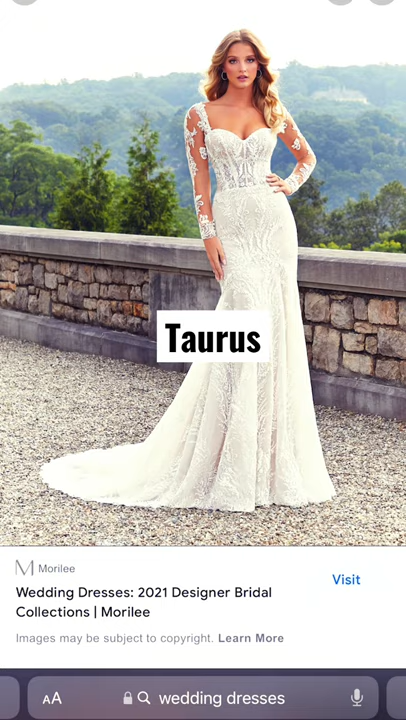 Taurus
M Morilee
Wedding Dresses: 2021 Designer Bridal
Collections | Morilee
Visit
Images may be subject to copyright. Learn More
AA
wedding dresses